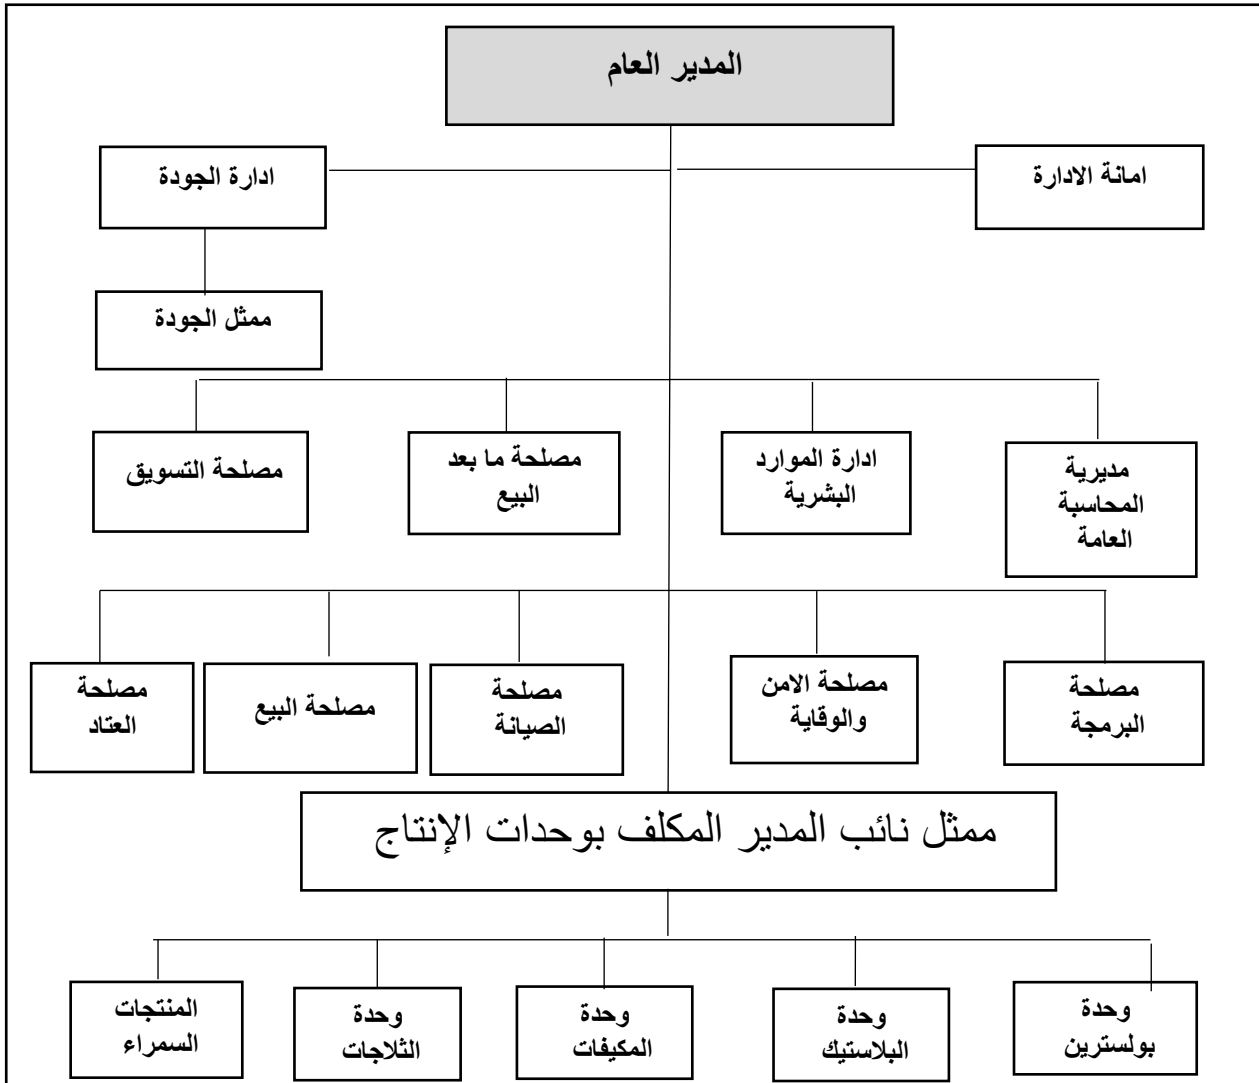 المدير العام
امانة الادارة
ادارة الجودة
ممثل الجودة
مديرية
المحاسبة
العامة
ادارة الموارد
البشرية
مصلحة ما بعد
البيع
مصلحة التسويق
مصلحة
البرمجة
مصلحة الامن
والوقاية
مصلحة
الصيانة
مصلحة البيع
مصلحة
العتاد
ممثل نائب المدير المكلف بوحدات الإنتاج
وحدة
بولسترين
وحدة
البلاستيك
وحدة
المكيفات
وحدة
الثلاجات
المنتجات
السمراء